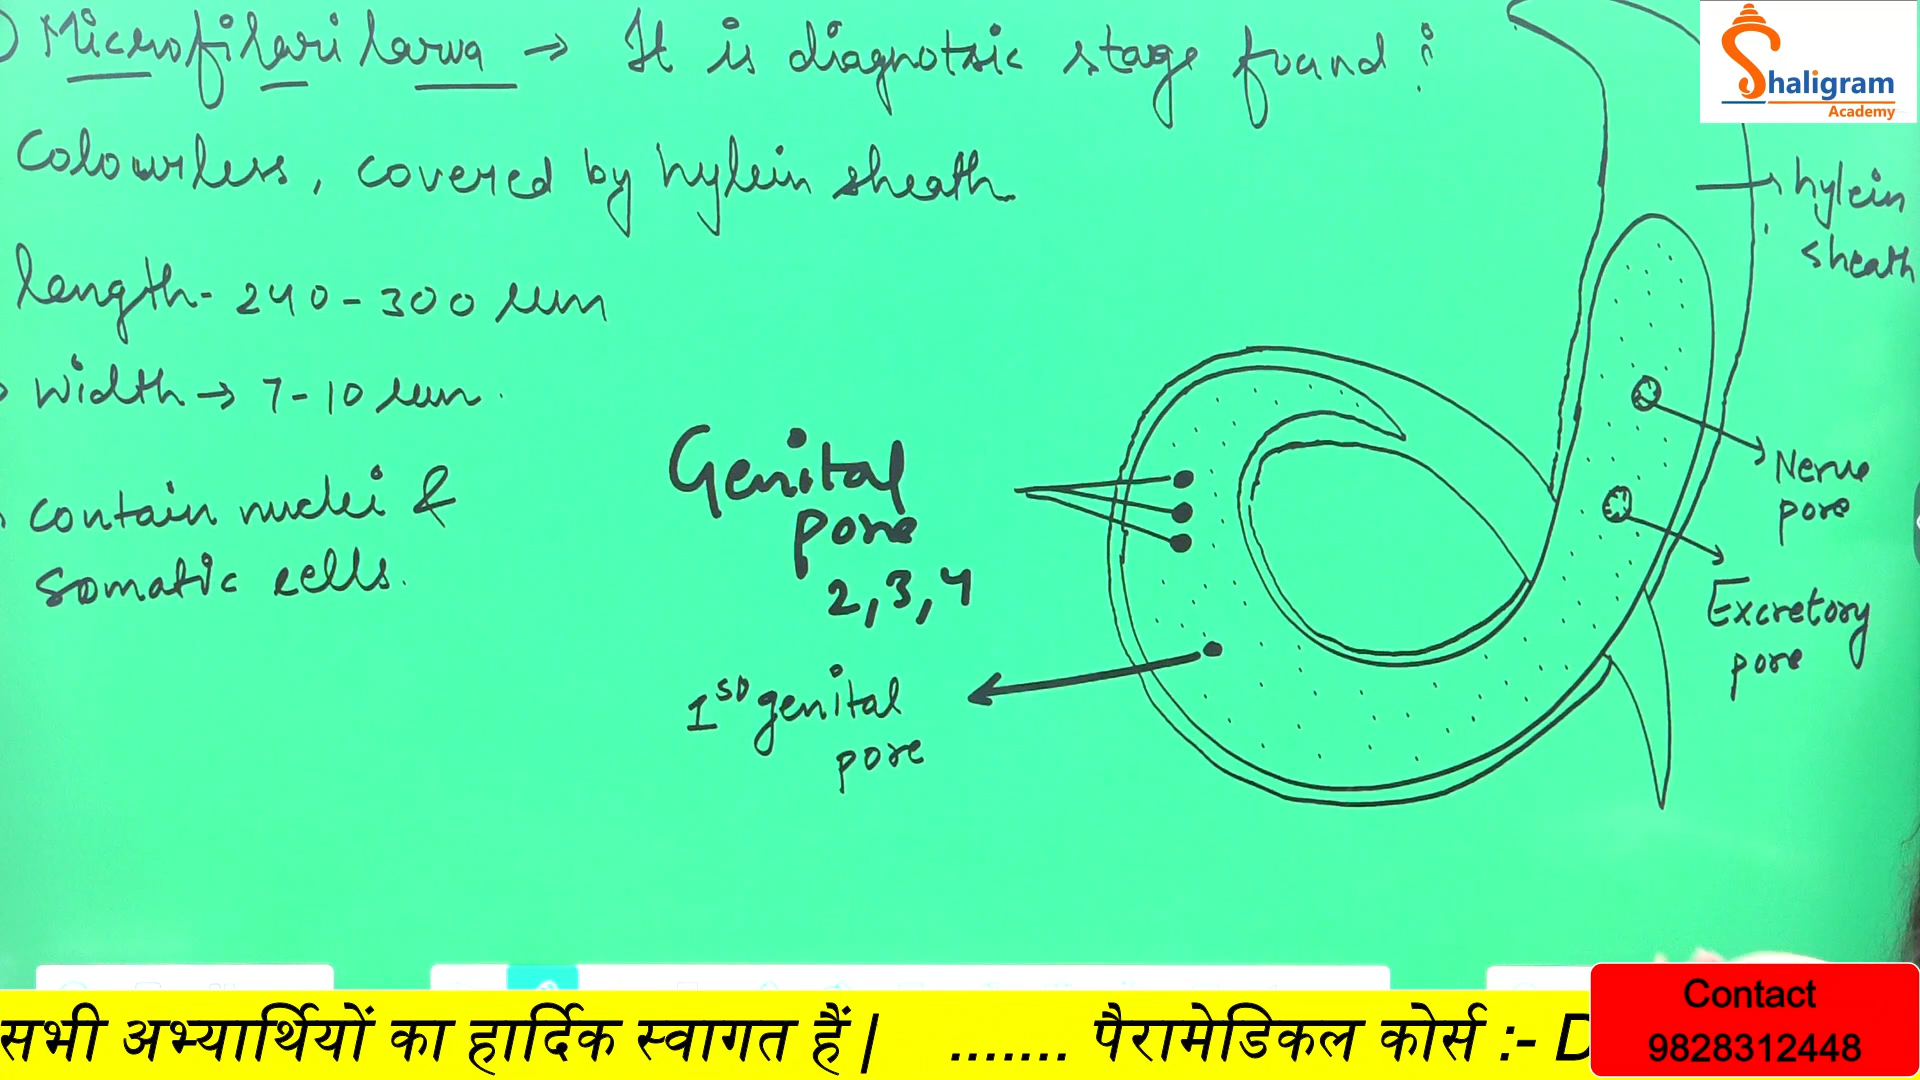 Microfilari larva → It is diagnotsic stage found :
Colourless, covered by hylein sheath
length - 240 - 300 um
Width → 7 - 10 um
contain nuclei &
somatic cells.
Genital
pore
2, 3, 4
1st genital
pore
hylein
sheath
Nerve
pore
Excretory
pore
Shaligram
Academy
सभी अभ्यार्थियों का हार्दिक स्वागत हैं | ....... पैरामेडिकल कोर्स :- D
Contact
9828312448